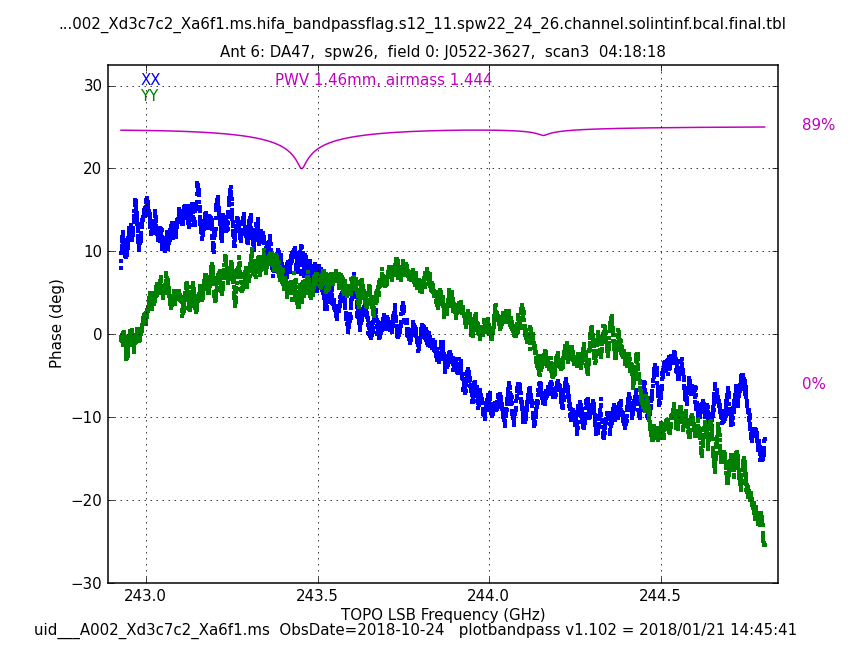 ...002_Xd3c7c2_Xa6f1.ms.hifa_bandpassflag.s12_11.spw22_24_26.channel.solintinf.bcal.final.tbl
Ant 6: DA47,  spw26,  field 0: J0522-3627,  scan3  04:18:18
XX
YY
PWV 1.46mm, airmass 1.444
89%
0%
30
20
10
0
−10
−20
−30
Phase (deg)
243.0 243.5 244.0 244.5
TOPO LSB Frequency (GHz)
uid___A002_Xd3c7c2_Xa6f1.ms  ObsDate=2018-10-24   plotbandpass v1.102 = 2018/01/21 14:45:41